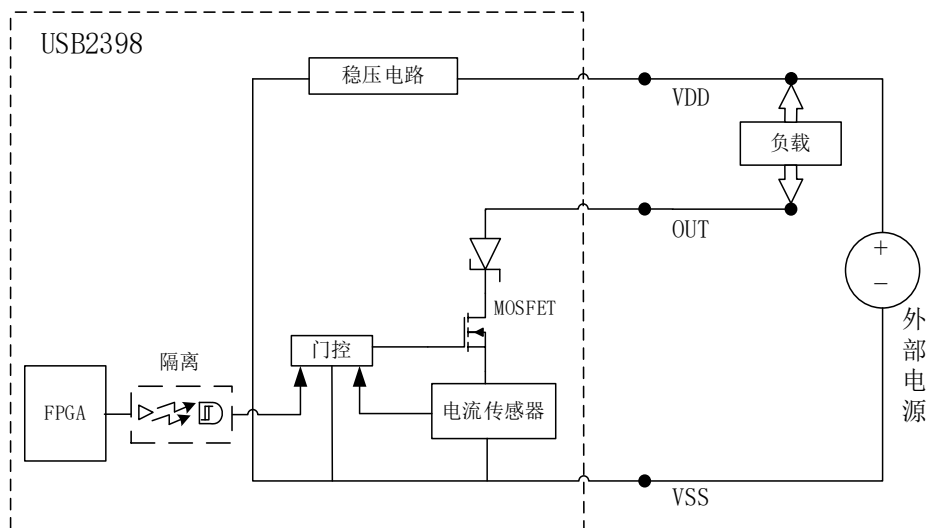 USB2398
稳压电路
VDD
负载
OUT
+
−
MOSFET
外部电源
门控
隔离
FPGA
电流传感器
VSS